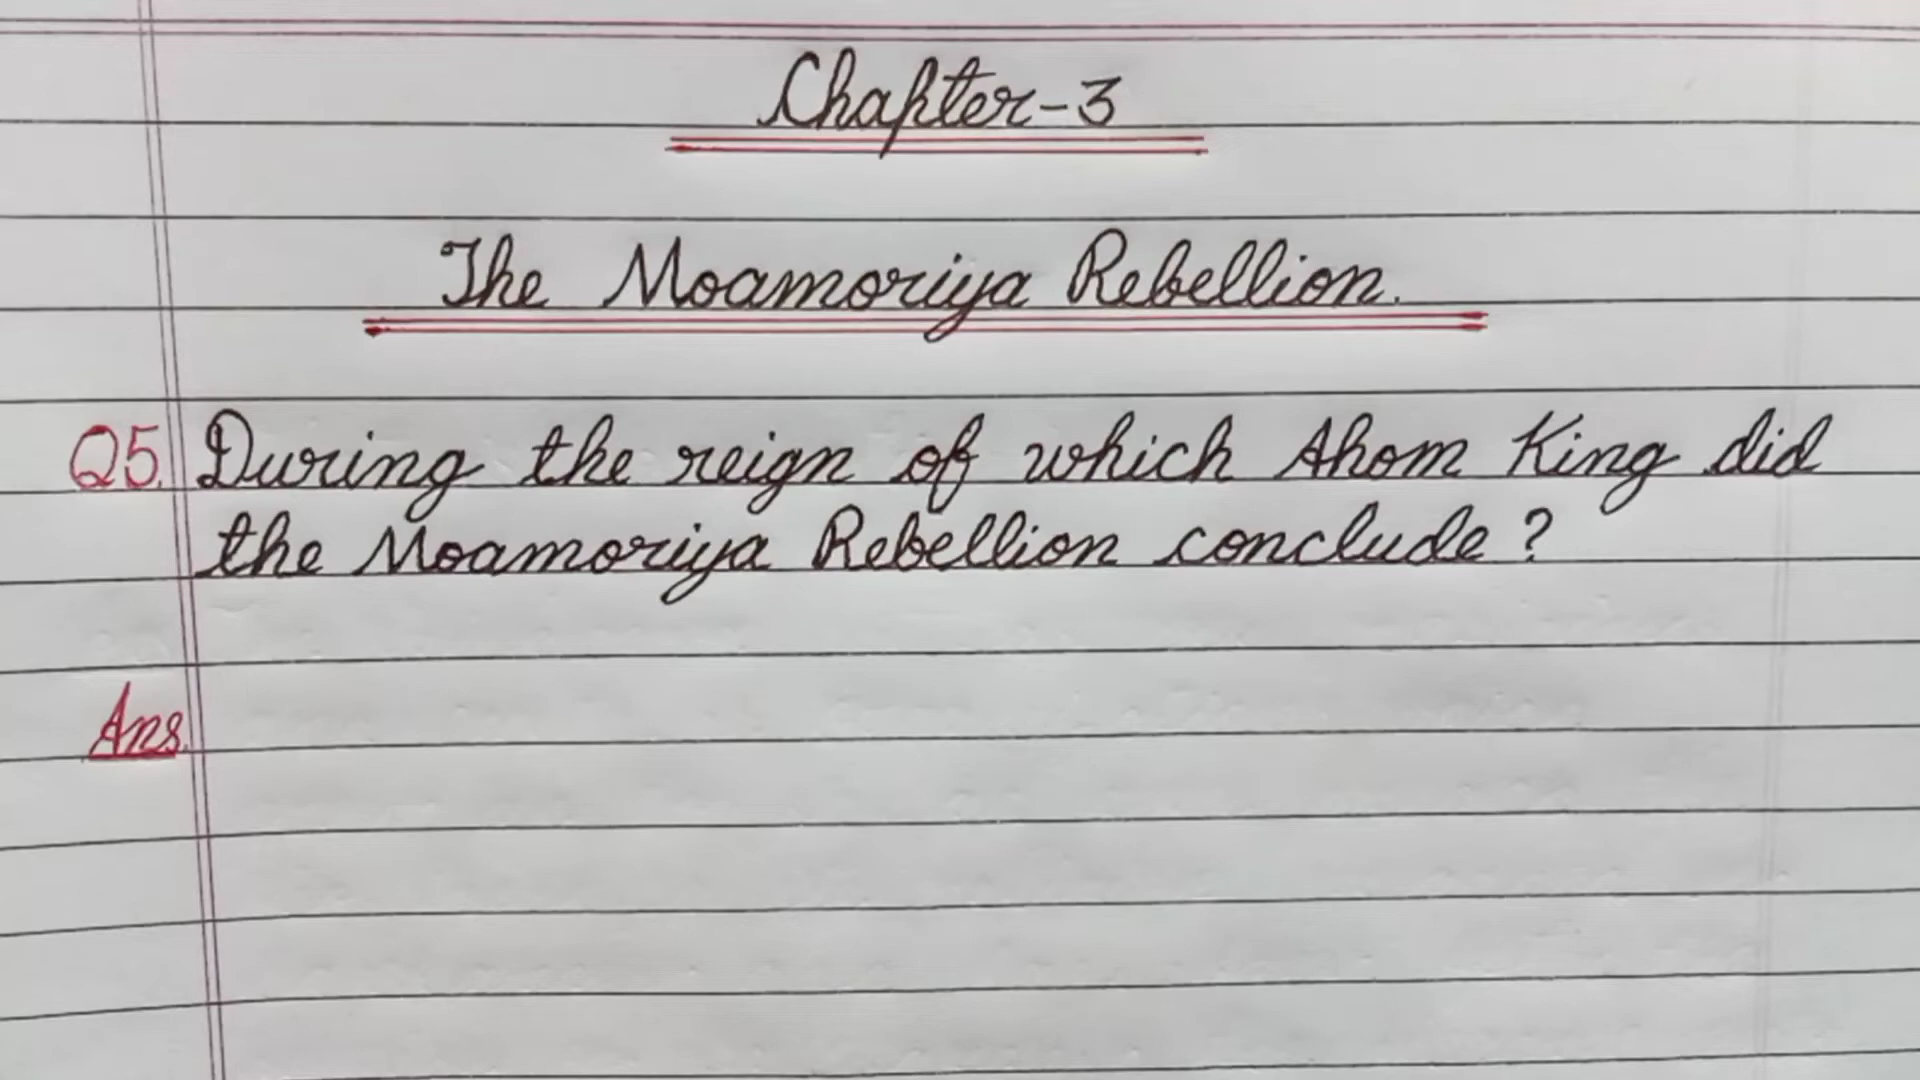 Chapter-3
The Moamoriya Rebellion.
Q5. During the reign of which Ahom King did
the Moamoriya Rebellion conclude?
Ans.